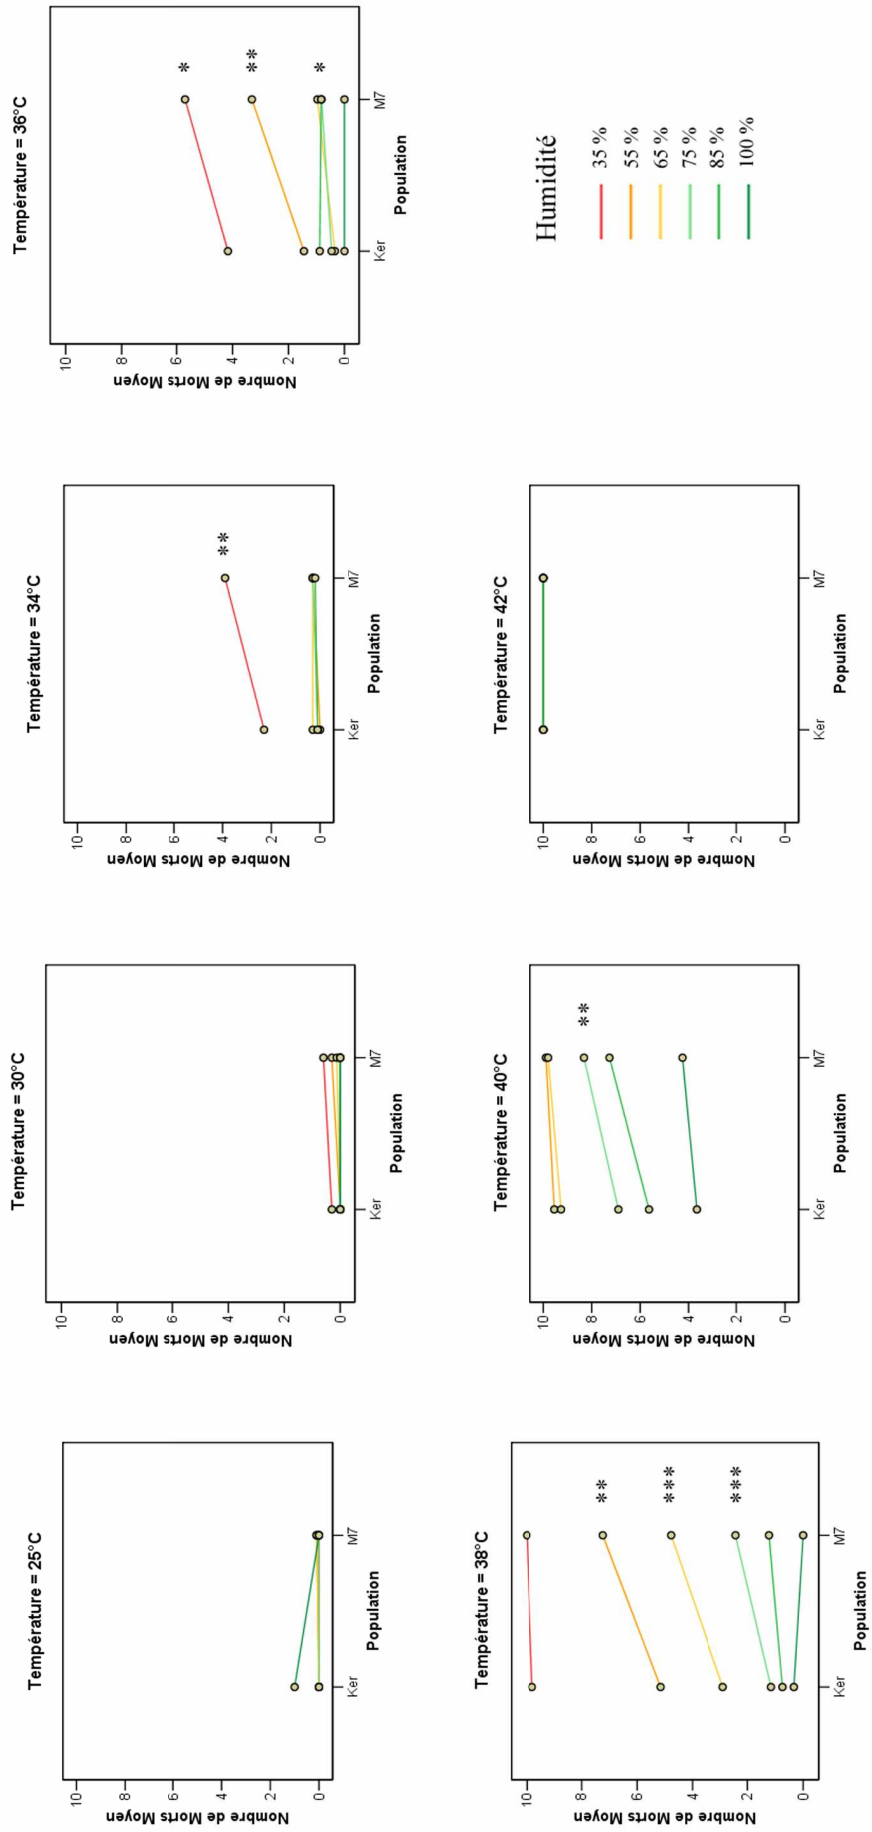 Température = 25°C
Nombre de Morts Moyen
10
8
6
4
2
0
Ker M7
Population
Température = 30°C
Nombre de Morts Moyen
10
8
6
4
2
0
Ker M7
Population
Température = 34°C
Nombre de Morts Moyen
10
8
6
4
**
2
0
Ker M7
Population
Température = 36°C
Nombre de Morts Moyen
10
8
6
*
4
**
2
*
0
Ker M7
Population
Température = 38°C
Nombre de Morts Moyen
10
8
**
6
***
4
***
2
0
Ker M7
Population
Température = 40°C
Nombre de Morts Moyen
10
**
8
6
4
2
0
Ker M7
Population
Température = 42°C
Nombre de Morts Moyen
10
8
6
4
2
0
Ker M7
Population
Humidité
35 %
55 %
65 %
75 %
85 %
100 %